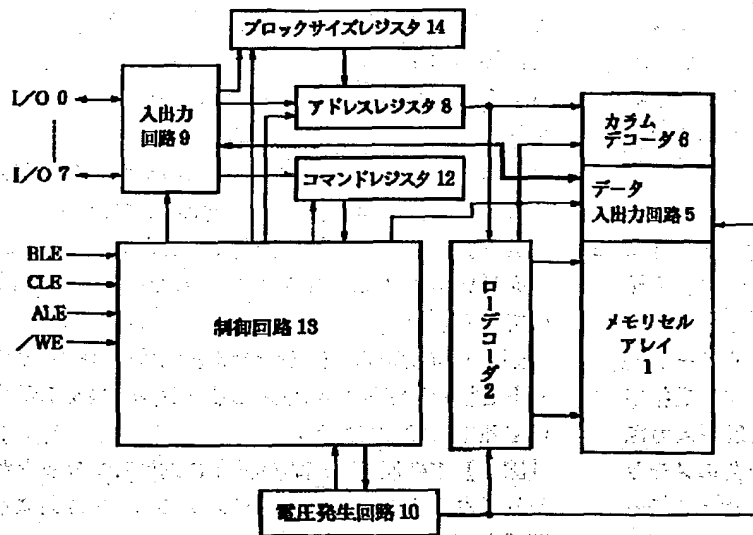 ブロックサイズレジスタ 14
I/O 0
入出力
回路 9
アドレスレジスタ 8
カラム
デコーダ 6
I/O 7
コマンドレジスタ 12
データ
入出力回路 5
BLE
CLE
ALE
/WE
制御回路 13
ローデコーダ 2
メモリセル
アレイ
1
電圧発生回路 10